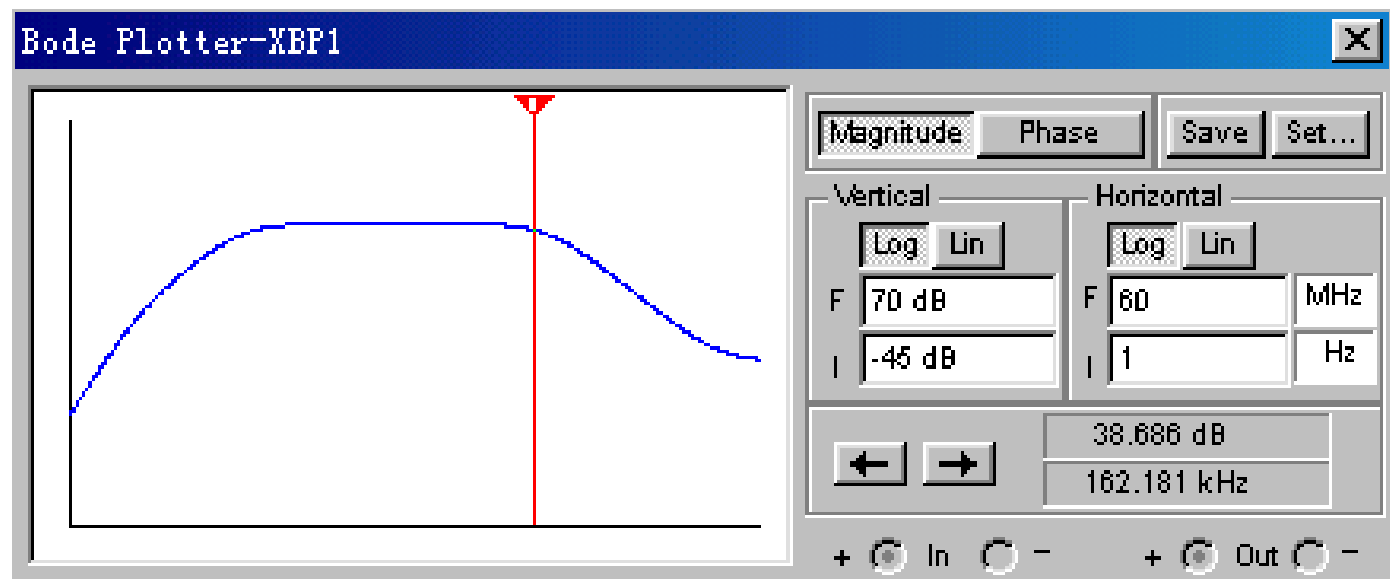 Bode Plotter-XBP1
Magnitude Phase Save Set...
Vertical Horizontal
Log Lin Log Lin
F 70 dB F 60 MHz
I -45 dB I 1 Hz
38.686 dB
162.181 kHz
+ In - + Out -